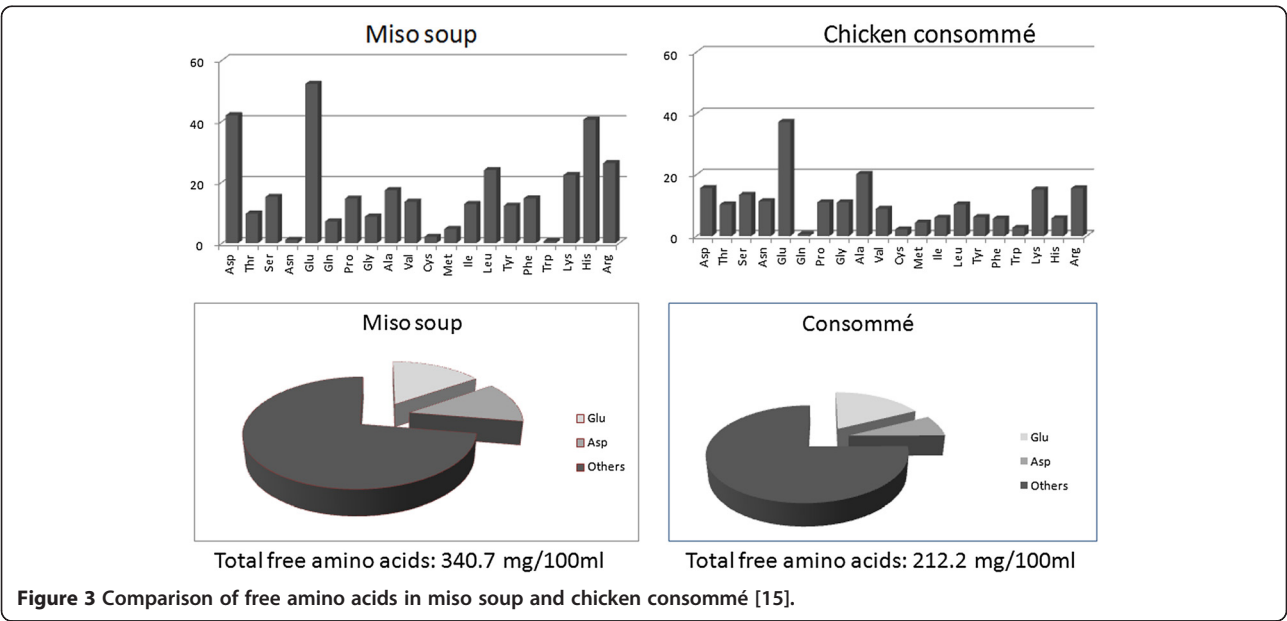 Miso soup
60
40
20
0
Asp Thr Ser Asn Glu Gln Pro Gly Ala Val Cys Met Ile Leu Tyr Phe Trp Lys His Arg
Chicken consommé
60
40
20
0
Asp Thr Ser Asn Glu Gln Pro Gly Ala Val Cys Met Ile Leu Tyr Phe Trp Lys His Arg
Miso soup
Glu
Asp
Others
Total free amino acids: 340.7 mg/100ml
Consommé
Glu
Asp
Others
Total free amino acids: 212.2 mg/100ml
Figure 3 Comparison of free amino acids in miso soup and chicken consommé [15].